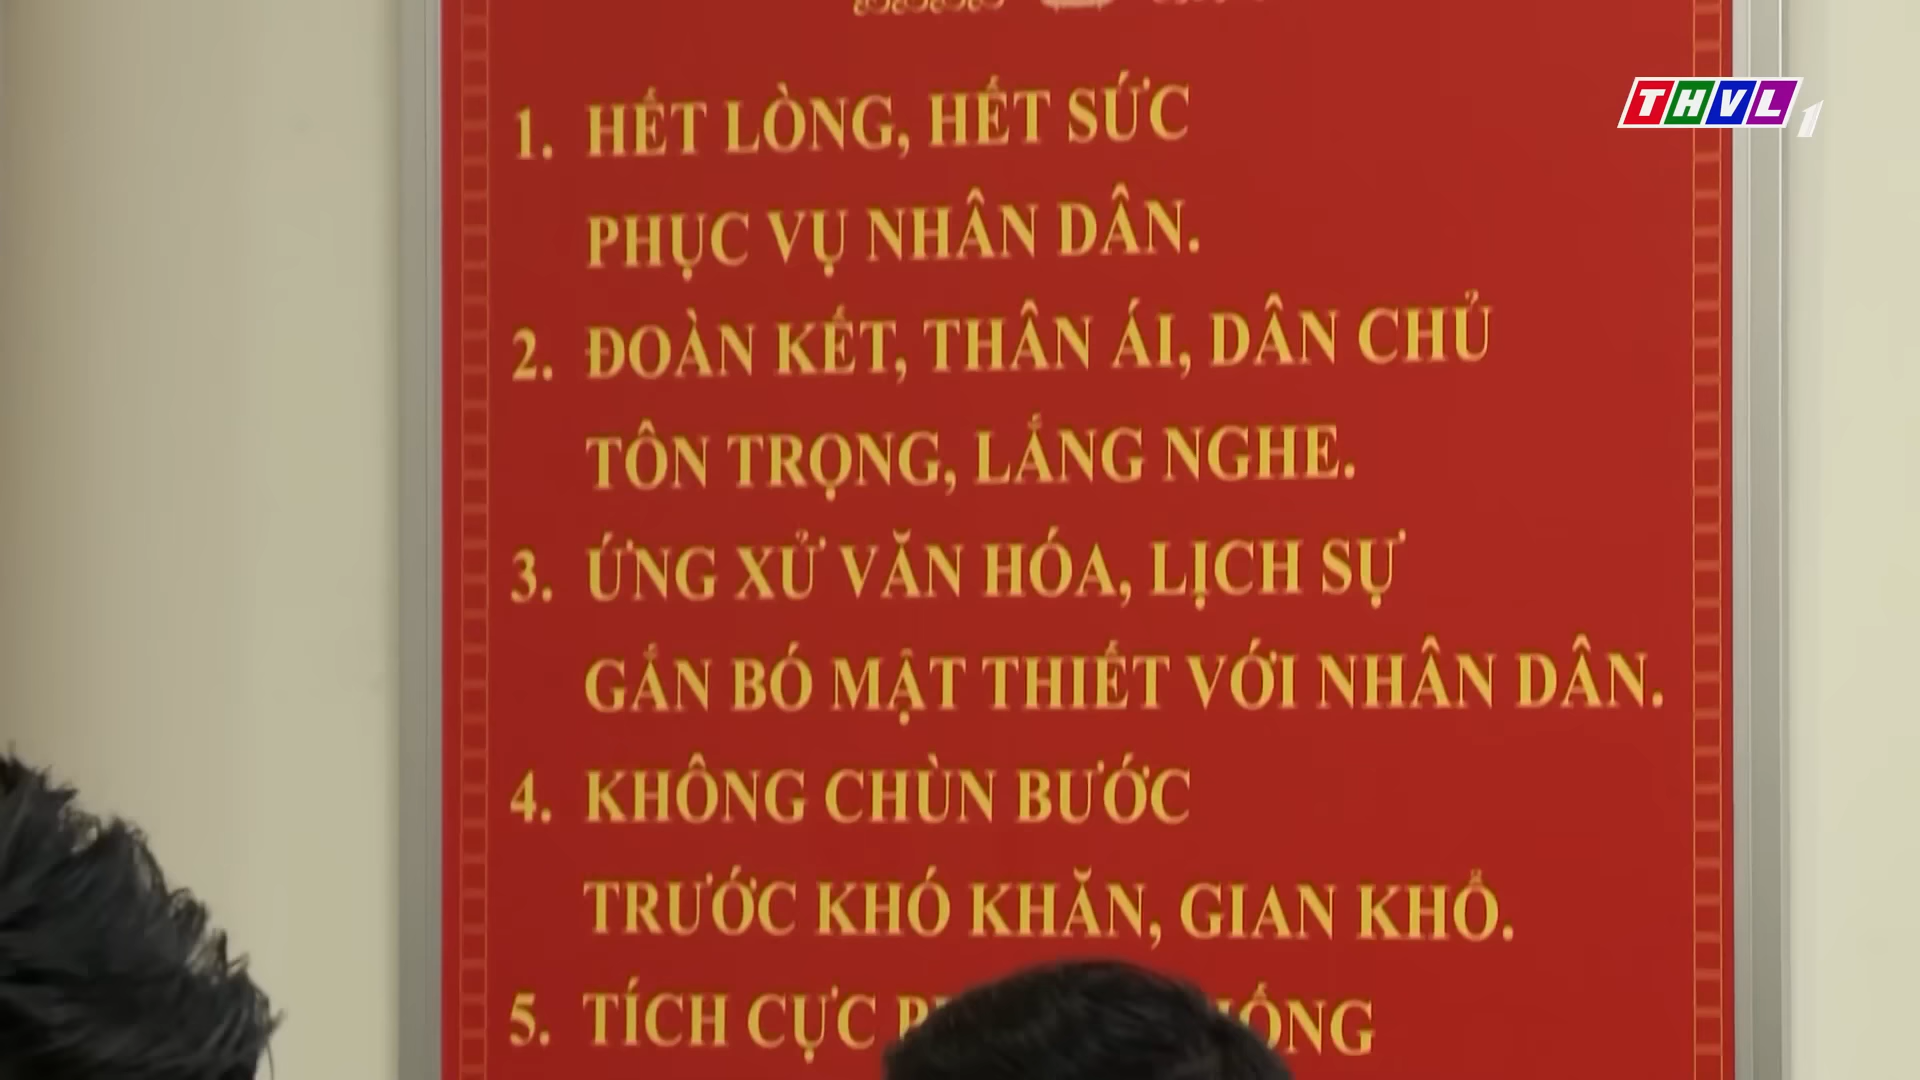 THVL1
1. HẾT LÒNG, HẾT SỨC
PHỤC VỤ NHÂN DÂN.
2. ĐOÀN KẾT, THÂN ÁI, DÂN CHỦ
TÔN TRỌNG, LẮNG NGHE.
3. ỨNG XỬ VĂN HÓA, LỊCH SỰ
GẮN BÓ MẬT THIẾT VỚI NHÂN DÂN.
4. KHÔNG CHÙN BƯỚC
TRƯỚC KHÓ KHĂN, GIAN KHỔ.
5. TÍCH CỰC